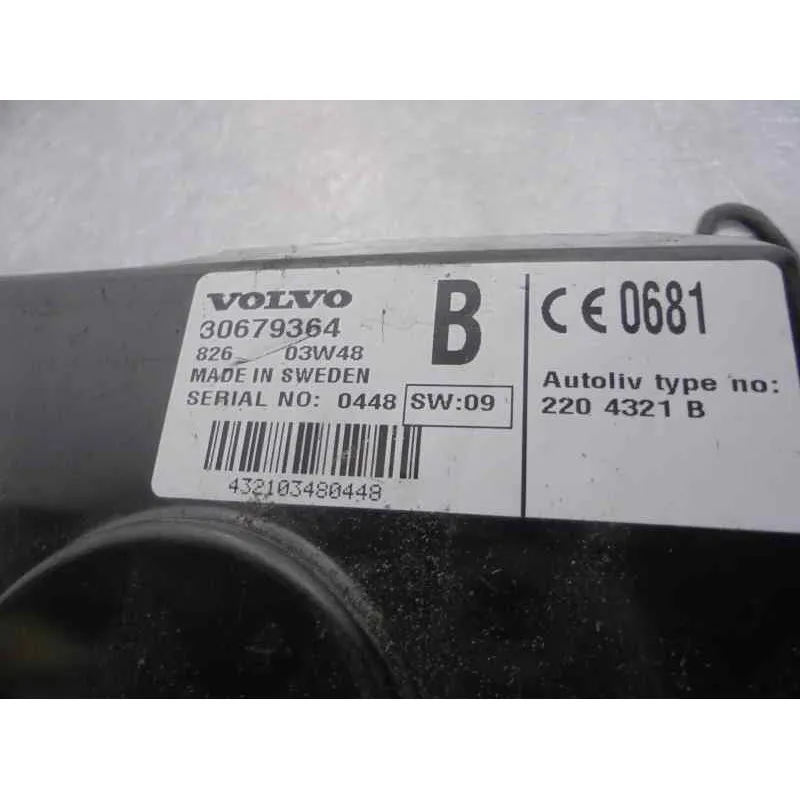 VOLVO
30679364
826 03W48
MADE IN SWEDEN
SERIAL NO: 0448 SW:09
432103480448
B
CE 0681
Autoliv type no:
220 4321 B